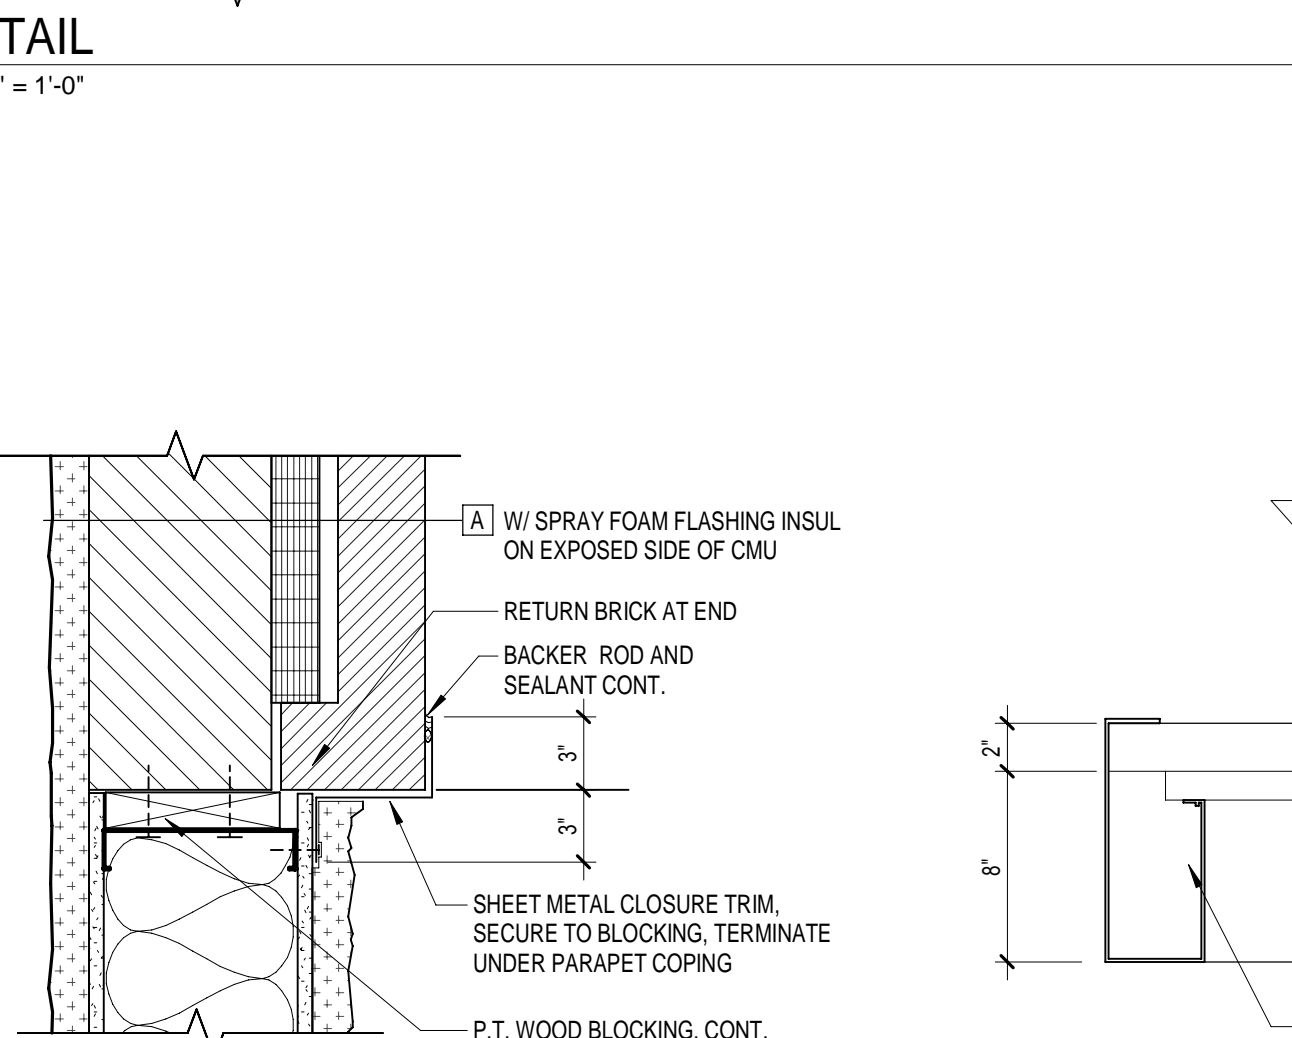 TAIL
" = 1'-0"
A W/ SPRAY FOAM FLASHING INSUL
ON EXPOSED SIDE OF CMU
RETURN BRICK AT END
BACKER ROD AND
SEALANT CONT.
3"
3"
SHEET METAL CLOSURE TRIM,
SECURE TO BLOCKING, TERMINATE
UNDER PARAPET COPING
P.T. WOOD BLOCKING, CONT.
2"
8"